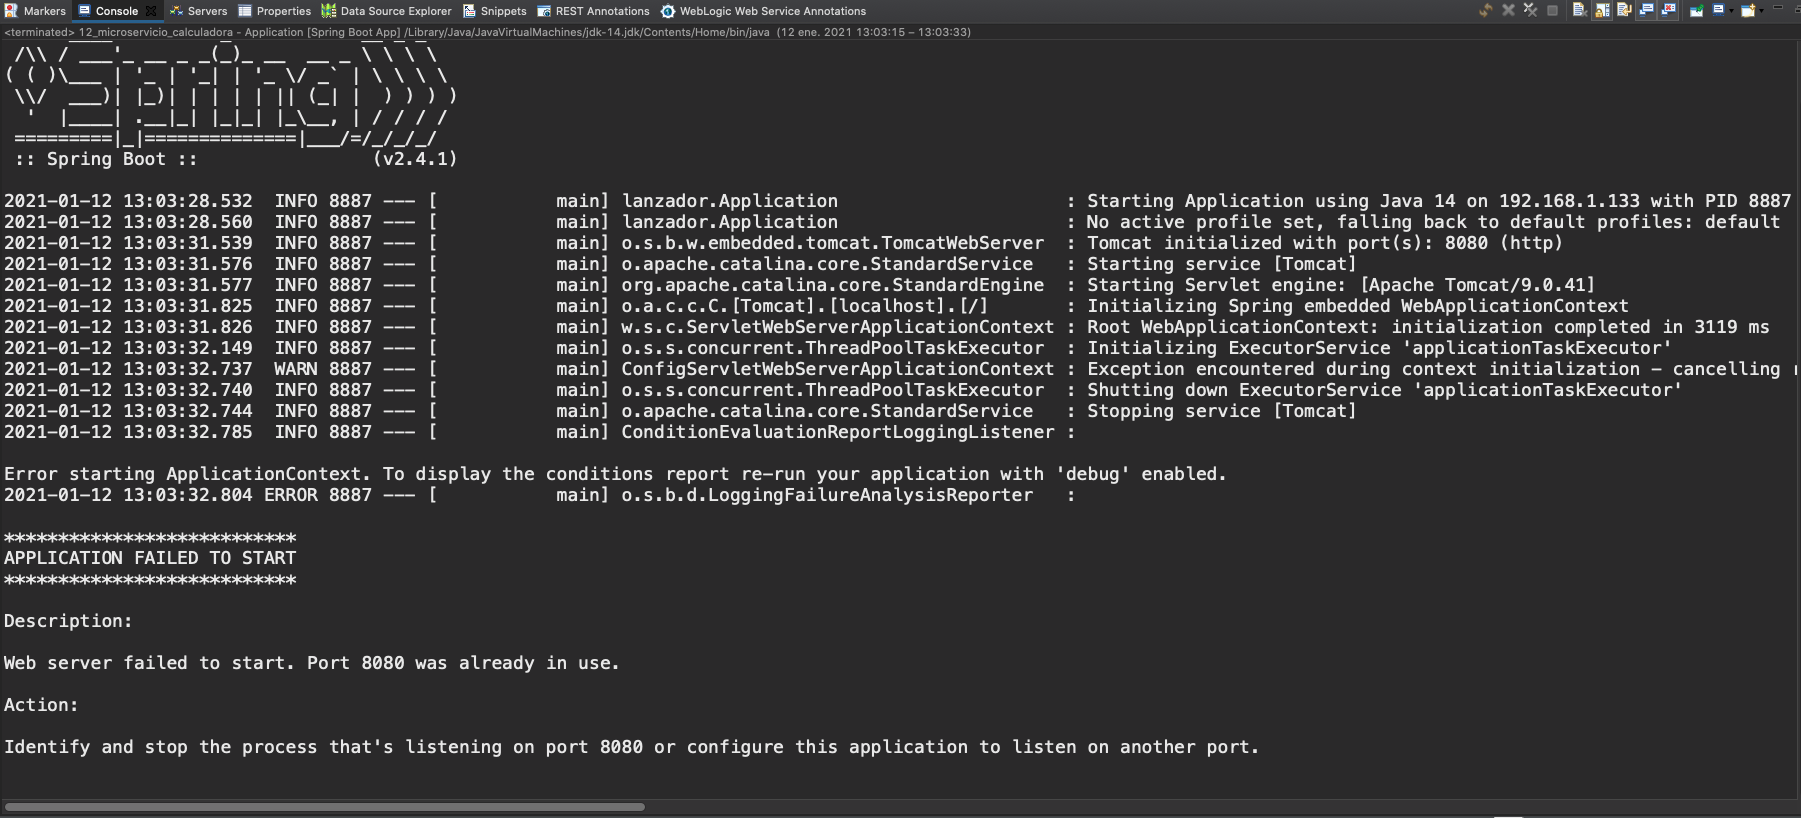 Markers Console Servers Properties Data Source Explorer Snippets REST Annotations WebLogic Web Service Annotations
<terminated> 12_microservicio_calculadora - Application [Spring Boot App] /Library/Java/JavaVirtualMachines/jdk-14.jdk/Contents/Home/bin/java (12 ene. 2021 13:03:15 – 13:03:33)
:: Spring Boot ::                (v2.4.1)
2021-01-12 13:03:28.532  INFO 8887 --- [           main] lanzador.Application                     : Starting Application using Java 14 on 192.168.1.133 with PID 8887
2021-01-12 13:03:28.560  INFO 8887 --- [           main] lanzador.Application                     : No active profile set, falling back to default profiles: default
2021-01-12 13:03:31.539  INFO 8887 --- [           main] o.s.b.w.embedded.tomcat.TomcatWebServer  : Tomcat initialized with port(s): 8080 (http)
2021-01-12 13:03:31.576  INFO 8887 --- [           main] o.apache.catalina.core.StandardService   : Starting service [Tomcat]
2021-01-12 13:03:31.577  INFO 8887 --- [           main] org.apache.catalina.core.StandardEngine  : Starting Servlet engine: [Apache Tomcat/9.0.41]
2021-01-12 13:03:31.825  INFO 8887 --- [           main] o.a.c.c.C.[Tomcat].[localhost].[/]       : Initializing Spring embedded WebApplicationContext
2021-01-12 13:03:31.826  INFO 8887 --- [           main] w.s.c.ServletWebServerApplicationContext : Root WebApplicationContext: initialization completed in 3119 ms
2021-01-12 13:03:32.149  INFO 8887 --- [           main] o.s.s.concurrent.ThreadPoolTaskExecutor  : Initializing ExecutorService 'applicationTaskExecutor'
2021-01-12 13:03:32.737  WARN 8887 --- [           main] ConfigServletWebServerApplicationContext : Exception encountered during context initialization - cancelling
2021-01-12 13:03:32.740  INFO 8887 --- [           main] o.s.s.concurrent.ThreadPoolTaskExecutor  : Shutting down ExecutorService 'applicationTaskExecutor'
2021-01-12 13:03:32.744  INFO 8887 --- [           main] o.apache.catalina.core.StandardService   : Stopping service [Tomcat]
2021-01-12 13:03:32.785  INFO 8887 --- [           main] ConditionEvaluationReportLoggingListener :
Error starting ApplicationContext. To display the conditions report re-run your application with 'debug' enabled.
2021-01-12 13:03:32.804 ERROR 8887 --- [           main] o.s.b.d.LoggingFailureAnalysisReporter   :
***************************
APPLICATION FAILED TO START
***************************
Description:
Web server failed to start. Port 8080 was already in use.
Action:
Identify and stop the process that's listening on port 8080 or configure this application to listen on another port.